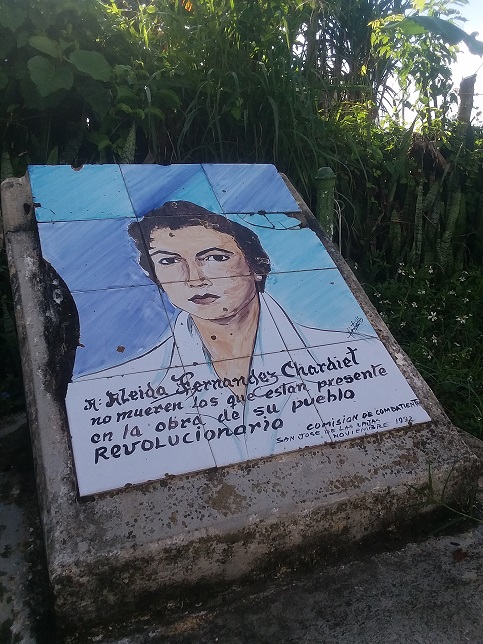 A: Aleida Fernandez Chardiet
no mueren los que estan presente
en la obra de su pueblo
REVOLUCIONARIO
COMISION DE COMBATIENTE
SAN JOSE DE LAS LAJAS
NOVIEMBRE 1992